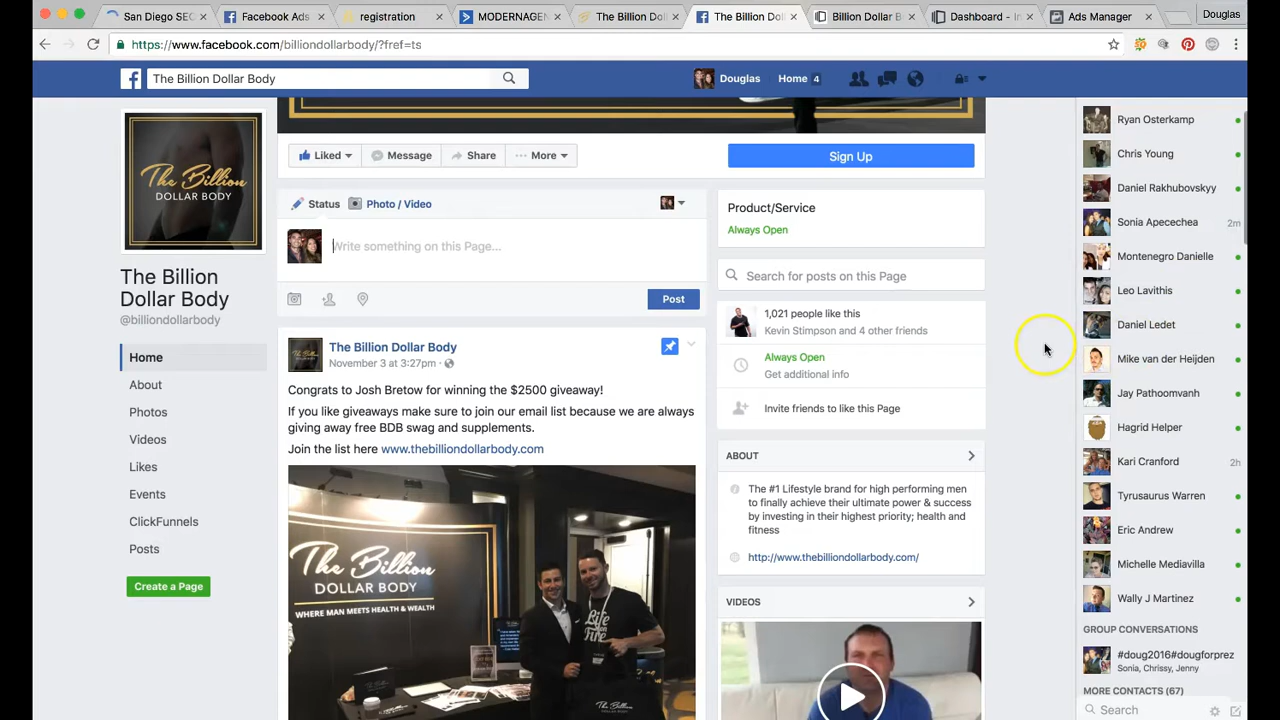 San Diego SEC
Facebook Ads
registration
MODERNAGEN
The Billion Dol
The Billion Dol
Billion Dollar B
Dashboard - In
Ads Manager
Douglas
https://www.facebook.com/billiondollarbody/?fref=ts
The Billion Dollar Body
Douglas
Home 4
The Billion
DOLLAR BODY
The Billion
Dollar Body
@billiondollarbody
Home
About
Photos
Videos
Likes
Events
ClickFunnels
Posts
Create a Page
Liked
Message
Share
More
Sign Up
Status
Photo / Video
Write something on this Page...
Post
The Billion Dollar Body
November 3 at 3:27pm
Congrats to Josh Bretow for winning the $2500 giveaway!
If you like giveaways make sure to join our email list because we are always
giving away free BDB swag and supplements.
Join the list here www.thebilliondollarbody.com
The Billion
DOLLAR BODY
WHERE MAN MEETS HEALTH & WEALTH
Product/Service
Always Open
Search for posts on this Page
1,021 people like this
Kevin Stimpson and 4 other friends
Always Open
Get additional info
Invite friends to like this Page
ABOUT
The #1 Lifestyle brand for high performing men
to finally achieve their ultimate power & success
by investing in their highest priority; health and
fitness
http://www.thebilliondollarbody.com/
VIDEOS
Ryan Osterkamp
Chris Young
Daniel Rakhubovskyy
Sonia Apecechea 2m
Montenegro Danielle
Leo Lavithis
Daniel Ledet
Mike van der Heijden
Jay Pathoomvanh
Hagrid Helper
Kari Cranford 2h
Tyrusaurus Warren
Eric Andrew
Michelle Mediavilla
Wally J Martinez
GROUP CONVERSATIONS
#doug2016#dougforprez
Sonia, Chrissy, Jenny
MORE CONTACTS (67)
Search